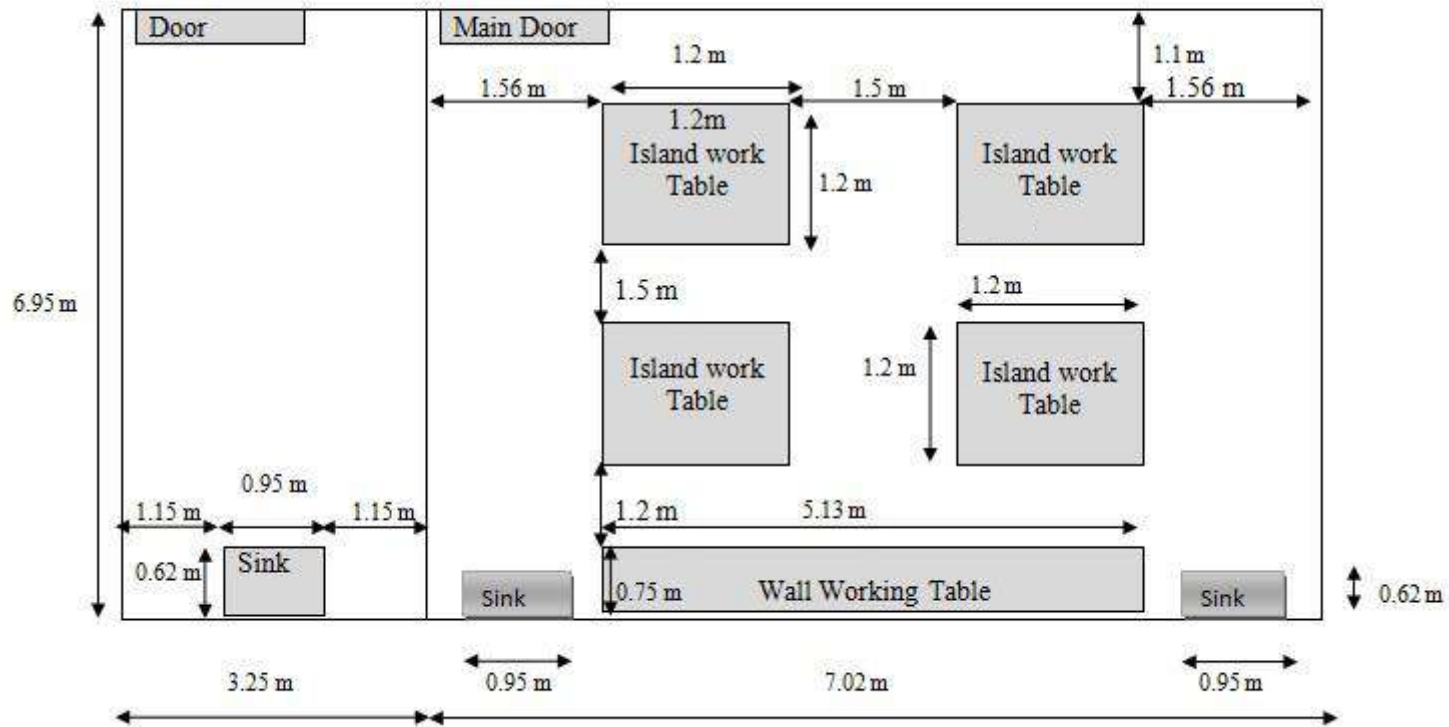 Door
Main Door
1.2 m
1.1 m
1.56 m
1.5 m
1.56 m
1.2m
Island work
Table
1.2 m
Island work
Table
6.95 m
1.5 m
1.2 m
Island work
Table
1.2 m
Island work
Table
0.95 m
1.15 m
1.15 m
1.2 m
5.13 m
0.62 m
Sink
Sink
0.75 m
Wall Working Table
Sink
0.62 m
3.25 m
0.95 m
7.02 m
0.95 m